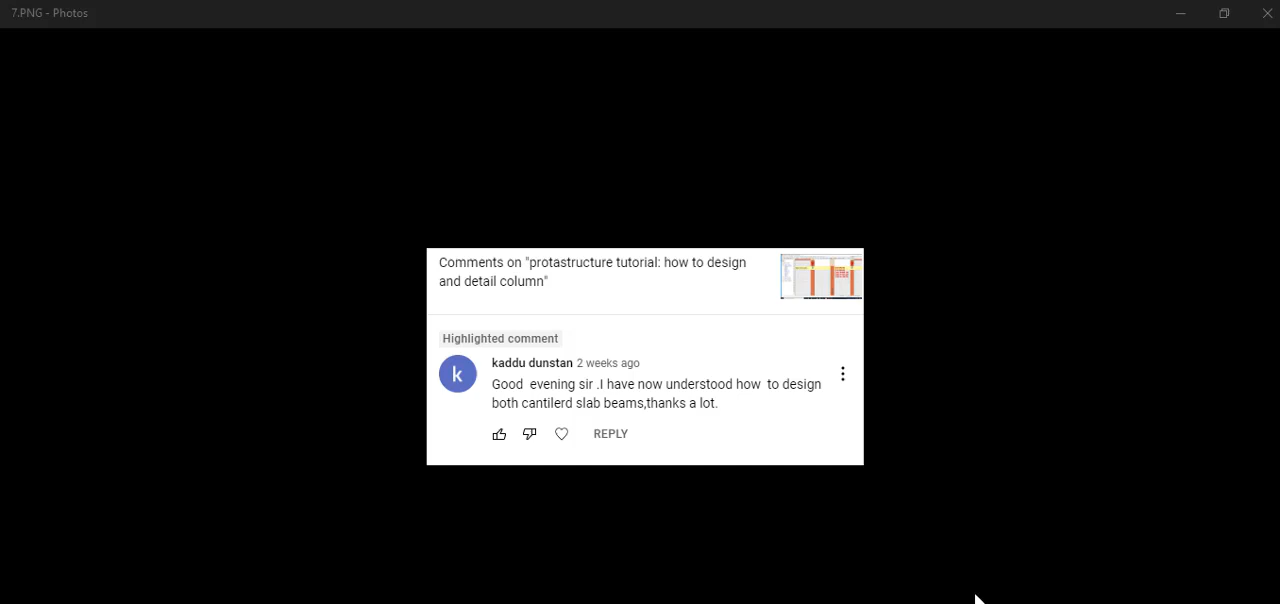 7.PNG - Photos
Comments on "protastructure tutorial: how to design
and detail column"
Highlighted comment
k
kaddu dunstan 2 weeks ago
Good evening sir .I have now understood how to design
both cantilerd slab beams,thanks a lot.
REPLY